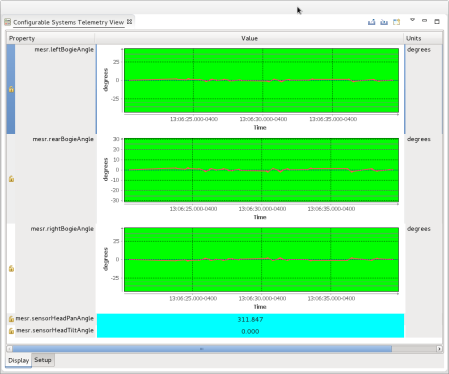 Configurable Systems Telemetry View
Property Value Units
mesr.leftBogieAngle degrees
degrees
25
0
-25
13:06:25.000-0400 13:06:30.000-0400 13:06:35.000-0400
Time
mesr.rearBogieAngle degrees
degrees
30
20
10
0
-10
-20
-30
13:06:25.000-0400 13:06:30.000-0400 13:06:35.000-0400
Time
mesr.rightBogieAngle degrees
degrees
25
0
-25
13:06:25.000-0400 13:06:30.000-0400 13:06:35.000-0400
Time
mesr.sensorHeadPanAngle 311.847
mesr.sensorHeadTiltAngle 0.000
Display Setup